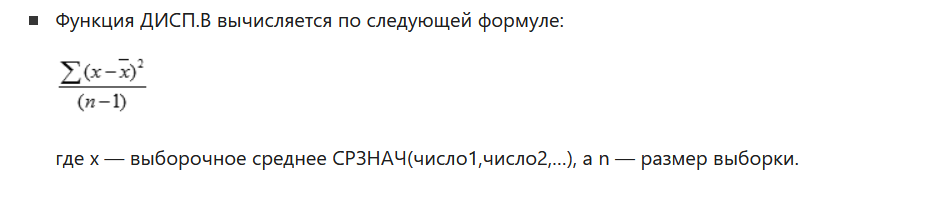 ▪ Функция ДИСП.В вычисляется по следующей формуле:
∑(x−x̅)²
(n−1)
где x — выборочное среднее СРЗНАЧ(число1,число2,...), а n — размер выборки.